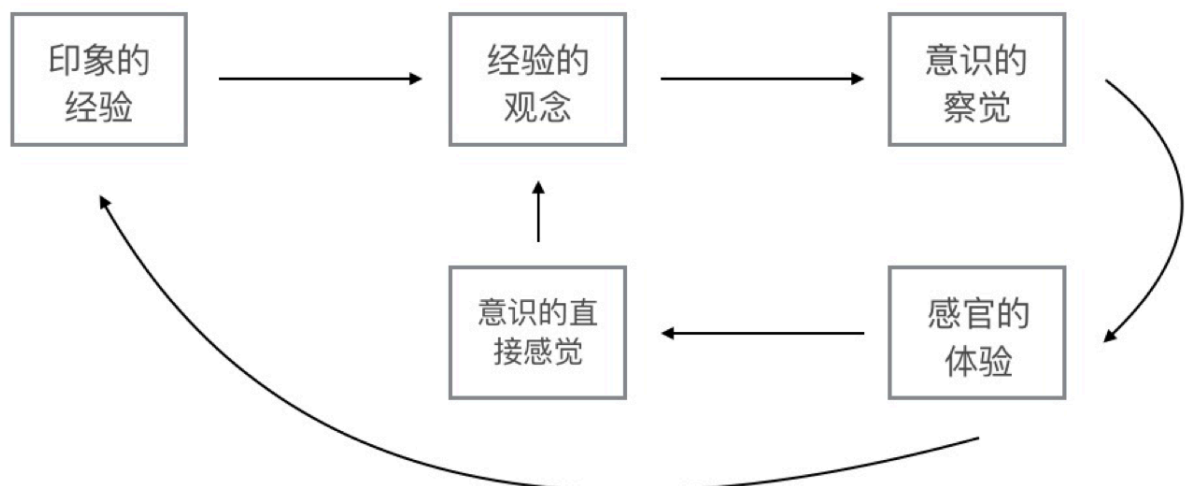 印象的
经验
经验的
观念
意识的
察觉
意识的直
接感觉
感官的
体验